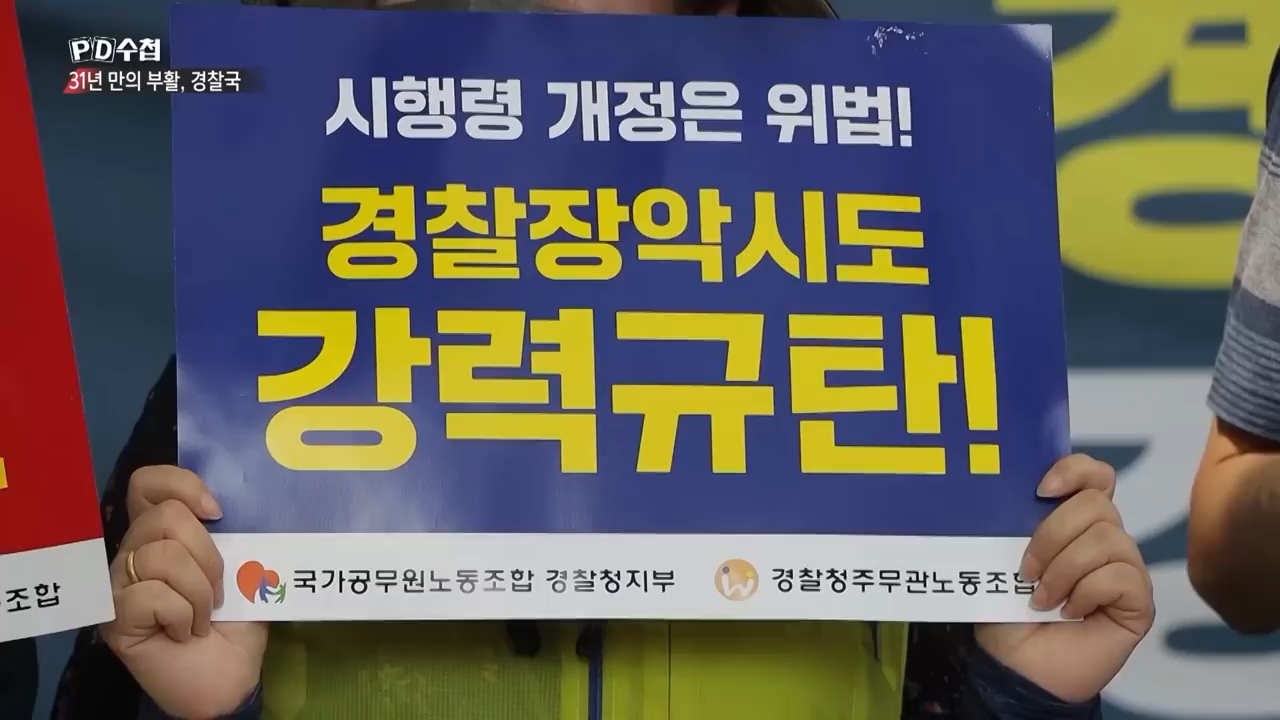 PD수첩
31년 만의 부활, 경찰국
시행령 개정은 위법!
경찰장악시도
강력규탄!
국가공무원노동조합 경찰청지부
경찰청주무관노동조합
조합